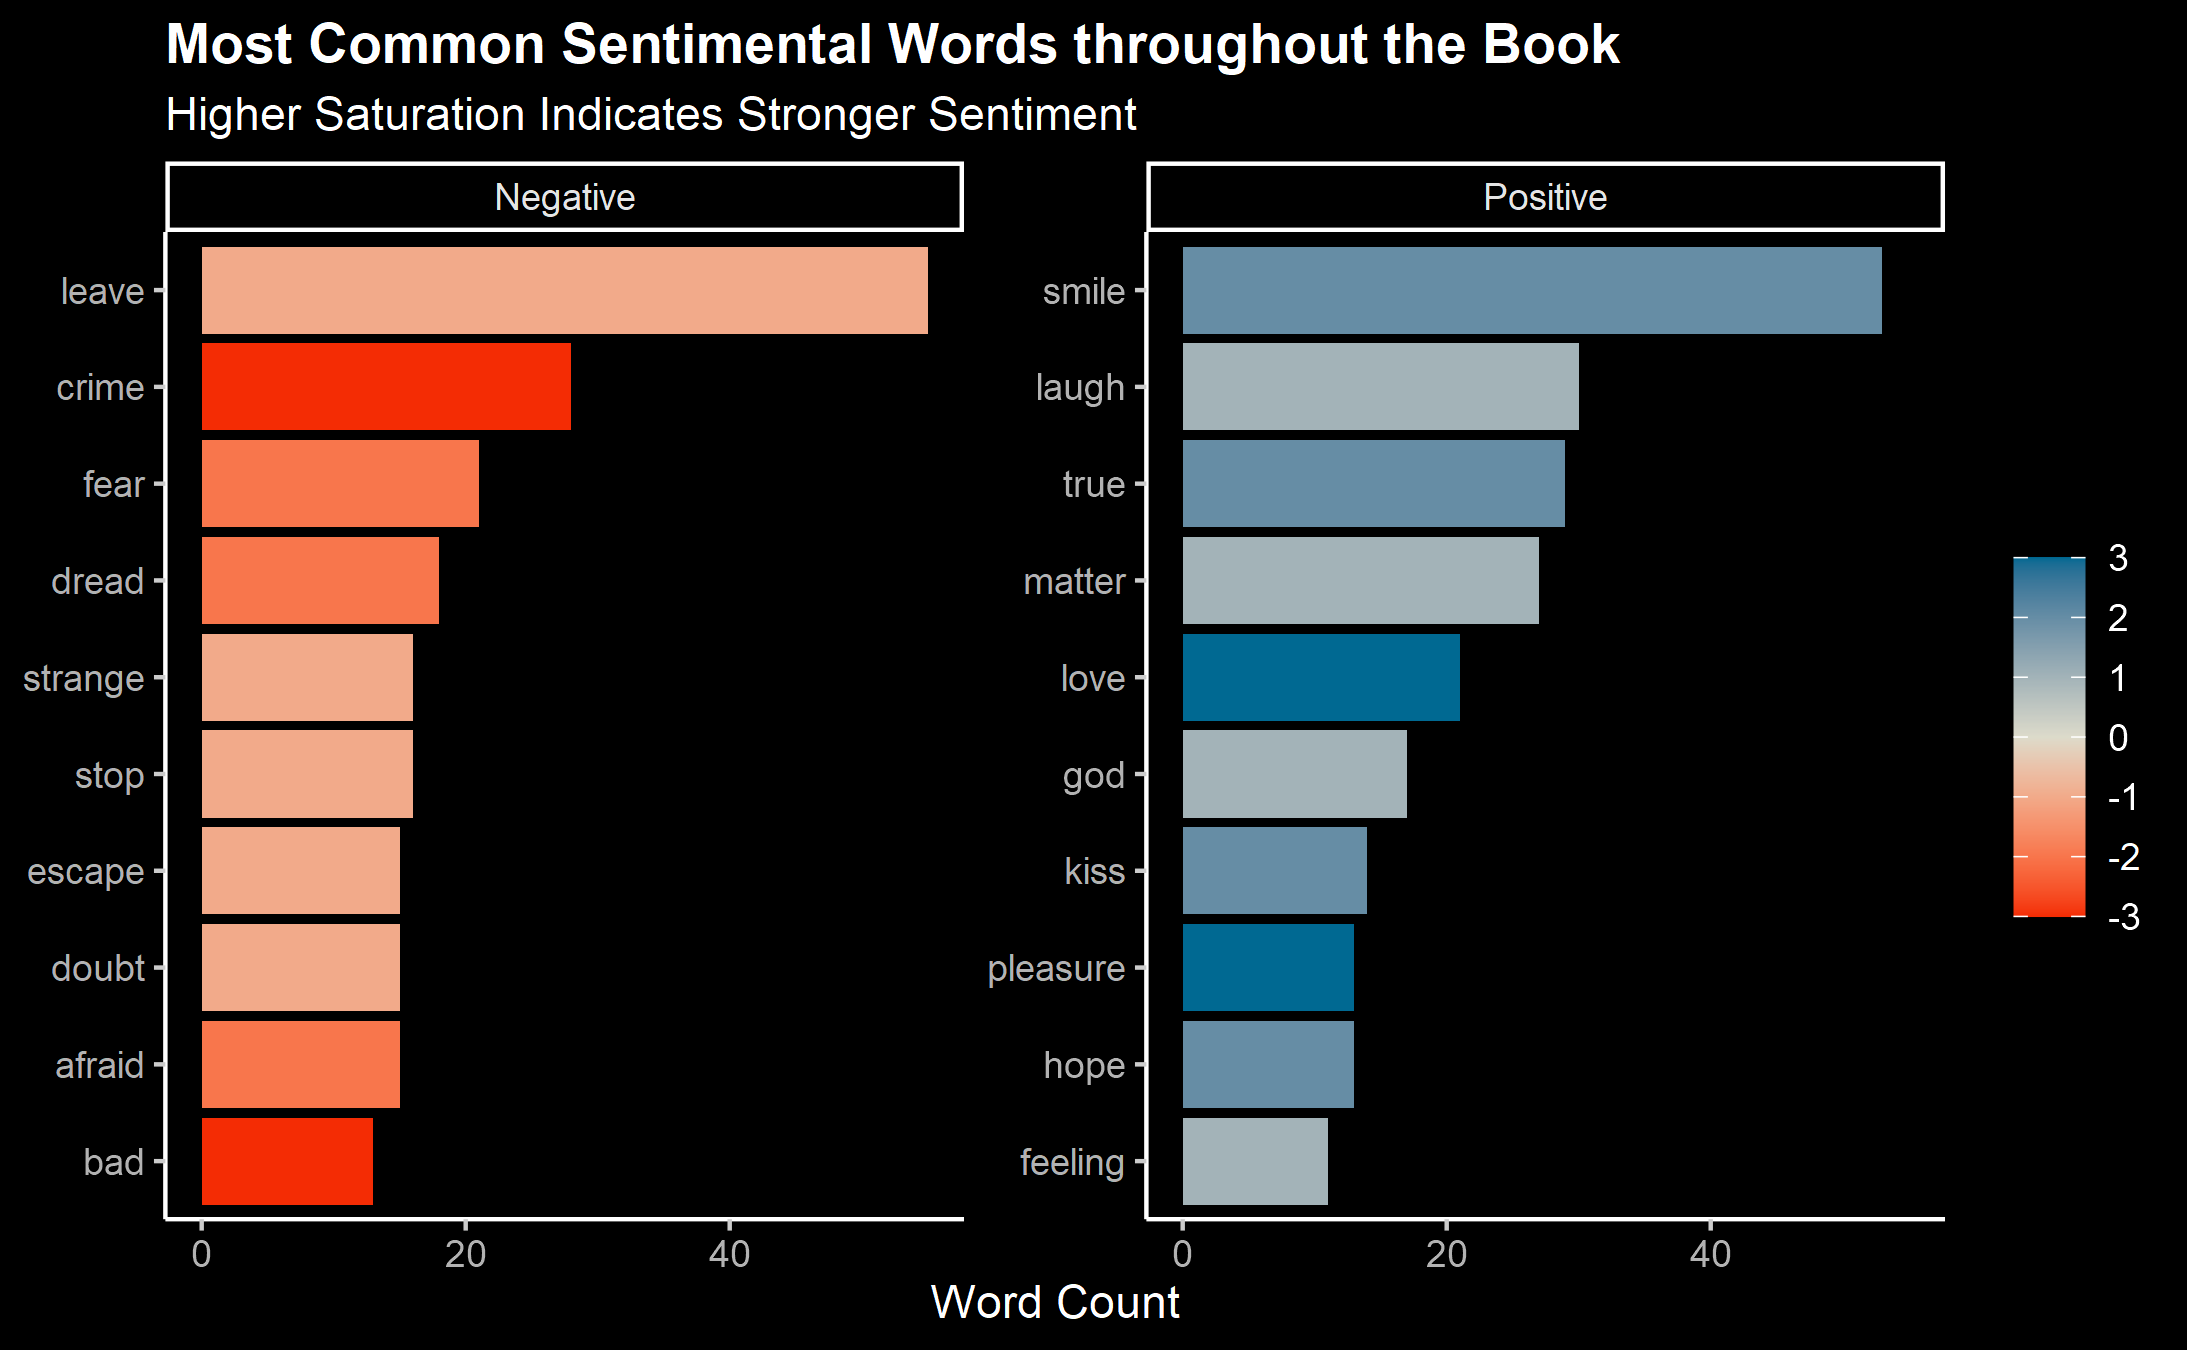 Most Common Sentimental Words throughout the Book
Higher Saturation Indicates Stronger Sentiment
Negative
leave
crime
fear
dread
strange
stop
escape
doubt
afraid
bad
0 20 40
Positive
smile
laugh
true
matter
love
god
kiss
pleasure
hope
feeling
0 20 40
Word Count
3
2
1
0
-1
-2
-3